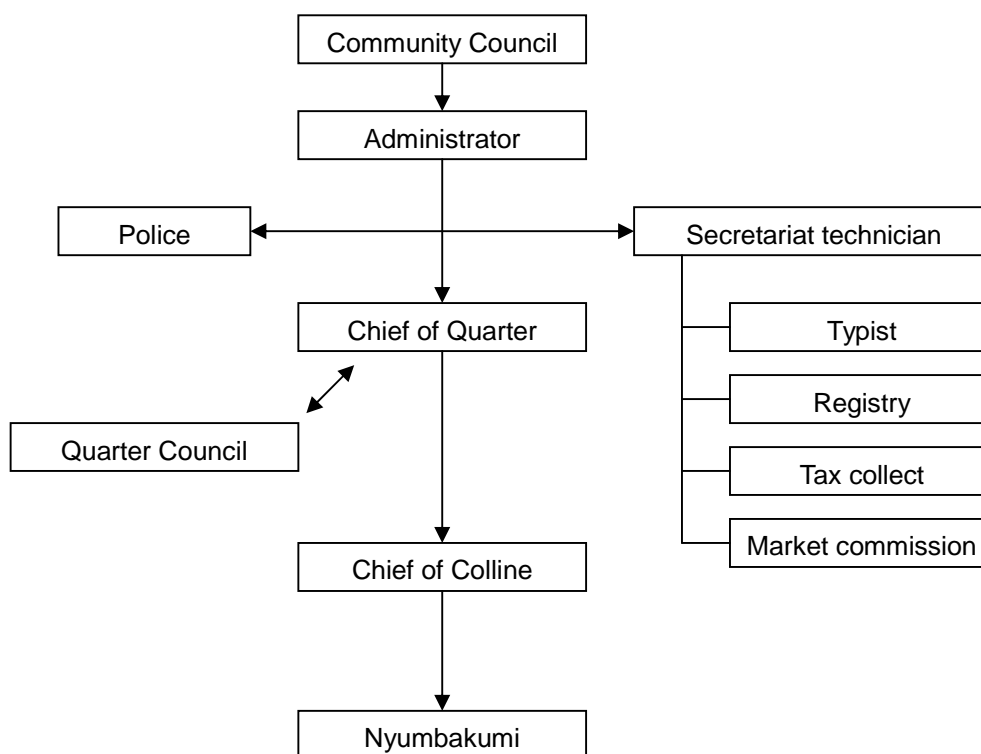 Community Council
Administrator
Police
Secretariat technician
Chief of Quarter
Typist
Registry
Quarter Council
Tax collect
Market commission
Chief of Colline
Nyumbakumi